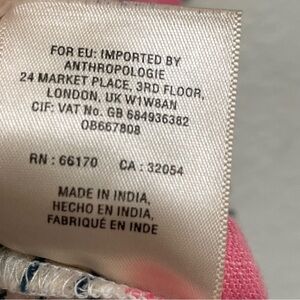 FOR EU: IMPORTED BY
ANTHROPOLOGIE
24 MARKET PLACE, 3RD FLOOR,
LONDON, UK W1W8AN
CIF: VAT No. GB 684936382
OB667808
RN : 66170 CA : 32054
MADE IN INDIA,
HECHO EN INDIA,
FABRIQUÉ EN INDE